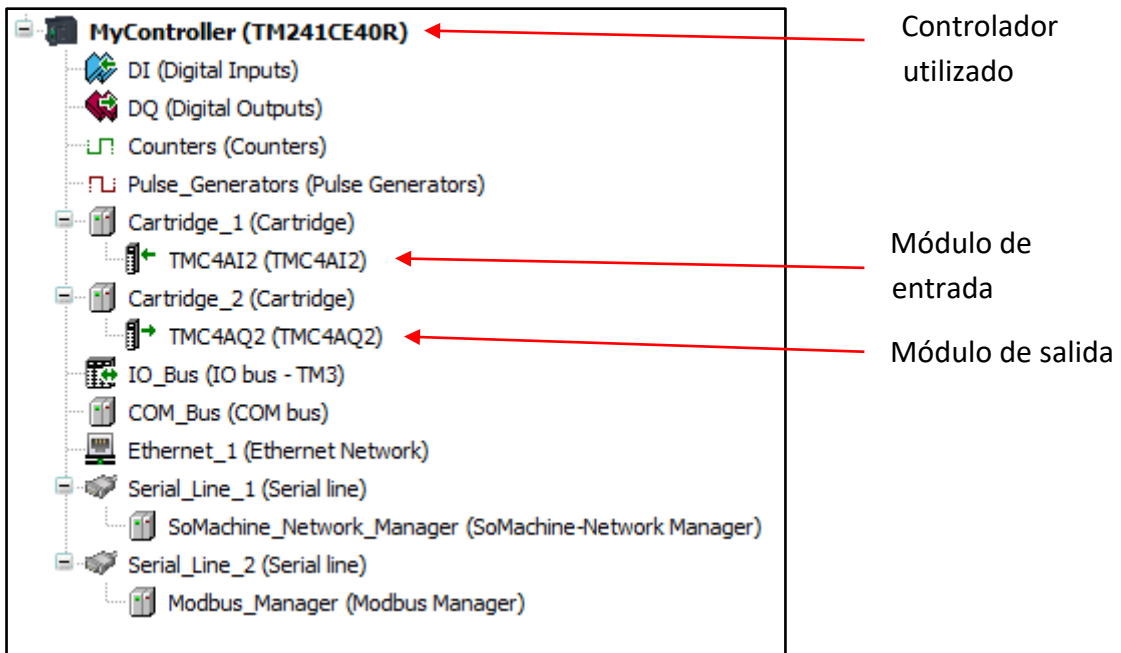 MyController (TM241CE40R)
Controlador
utilizado
DI (Digital Inputs)
DQ (Digital Outputs)
Counters (Counters)
Pulse_Generators (Pulse Generators)
Cartridge_1 (Cartridge)
TMC4AI2 (TMC4AI2)
Módulo de
entrada
Cartridge_2 (Cartridge)
TMC4AQ2 (TMC4AQ2)
Módulo de salida
IO_Bus (IO bus - TM3)
COM_Bus (COM bus)
Ethernet_1 (Ethernet Network)
Serial_Line_1 (Serial line)
SoMachine_Network_Manager (SoMachine-Network Manager)
Serial_Line_2 (Serial line)
Modbus_Manager (Modbus Manager)